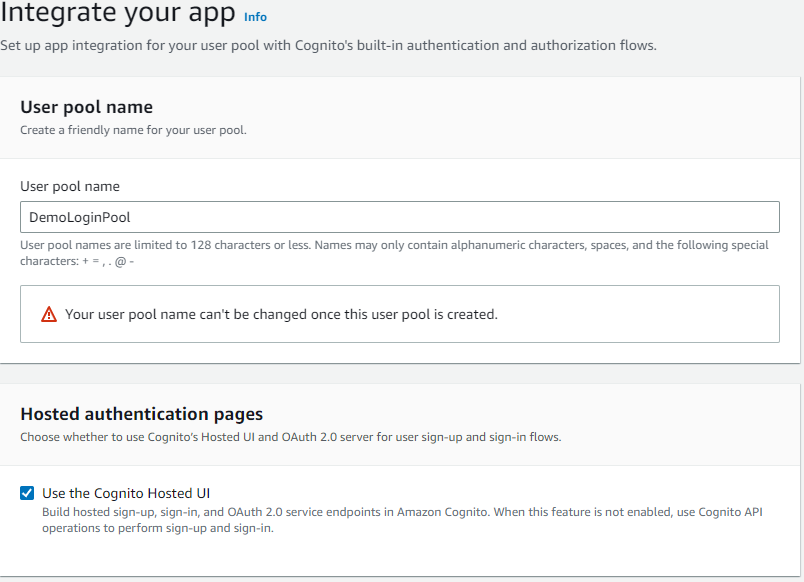 Integrate your app Info
Set up app integration for your user pool with Cognito's built-in authentication and authorization flows.
User pool name
Create a friendly name for your user pool.
User pool name
DemoLoginPool
User pool names are limited to 128 characters or less. Names may only contain alphanumeric characters, spaces, and the following special
characters: + = , . @ -
Your user pool name can't be changed once this user pool is created.
Hosted authentication pages
Choose whether to use Cognito's Hosted UI and OAuth 2.0 server for user sign-up and sign-in flows.
Use the Cognito Hosted UI
Build hosted sign-up, sign-in, and OAuth 2.0 service endpoints in Amazon Cognito. When this feature is not enabled, use Cognito API
operations to perform sign-up and sign-in.